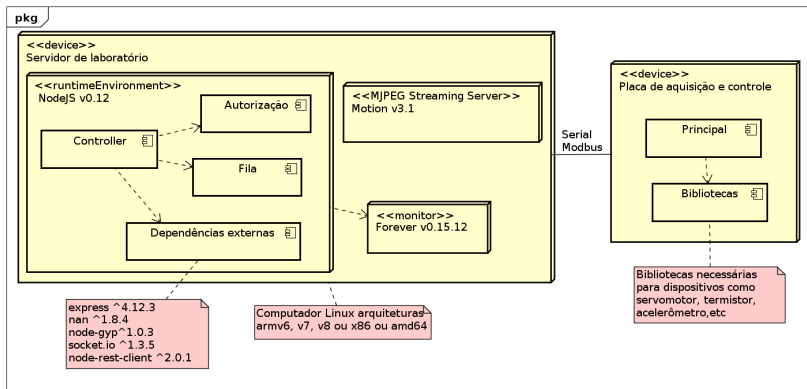 pkg
<<device>>
Servidor de laboratório
<<runtimeEnvironment>>
NodeJS v0.12
Autorização
Controller
Fila
Dependências externas
<<MJPEG Streaming Server>>
Motion v3.1
<<monitor>>
Forever v0.15.12
Serial
Modbus
<<device>>
Placa de aquisição e controle
Principal
Bibliotecas
express ^4.12.3
nan ^1.8.4
node-gyp^1.0.3
socket.io ^1.3.5
node-rest-client ^2.0.1
Computador Linux arquiteturas
armv6, v7, v8 ou x86 ou amd64
Bibliotecas necessárias
para dispositivos como
servomotor, termistor,
acelerômetro,etc